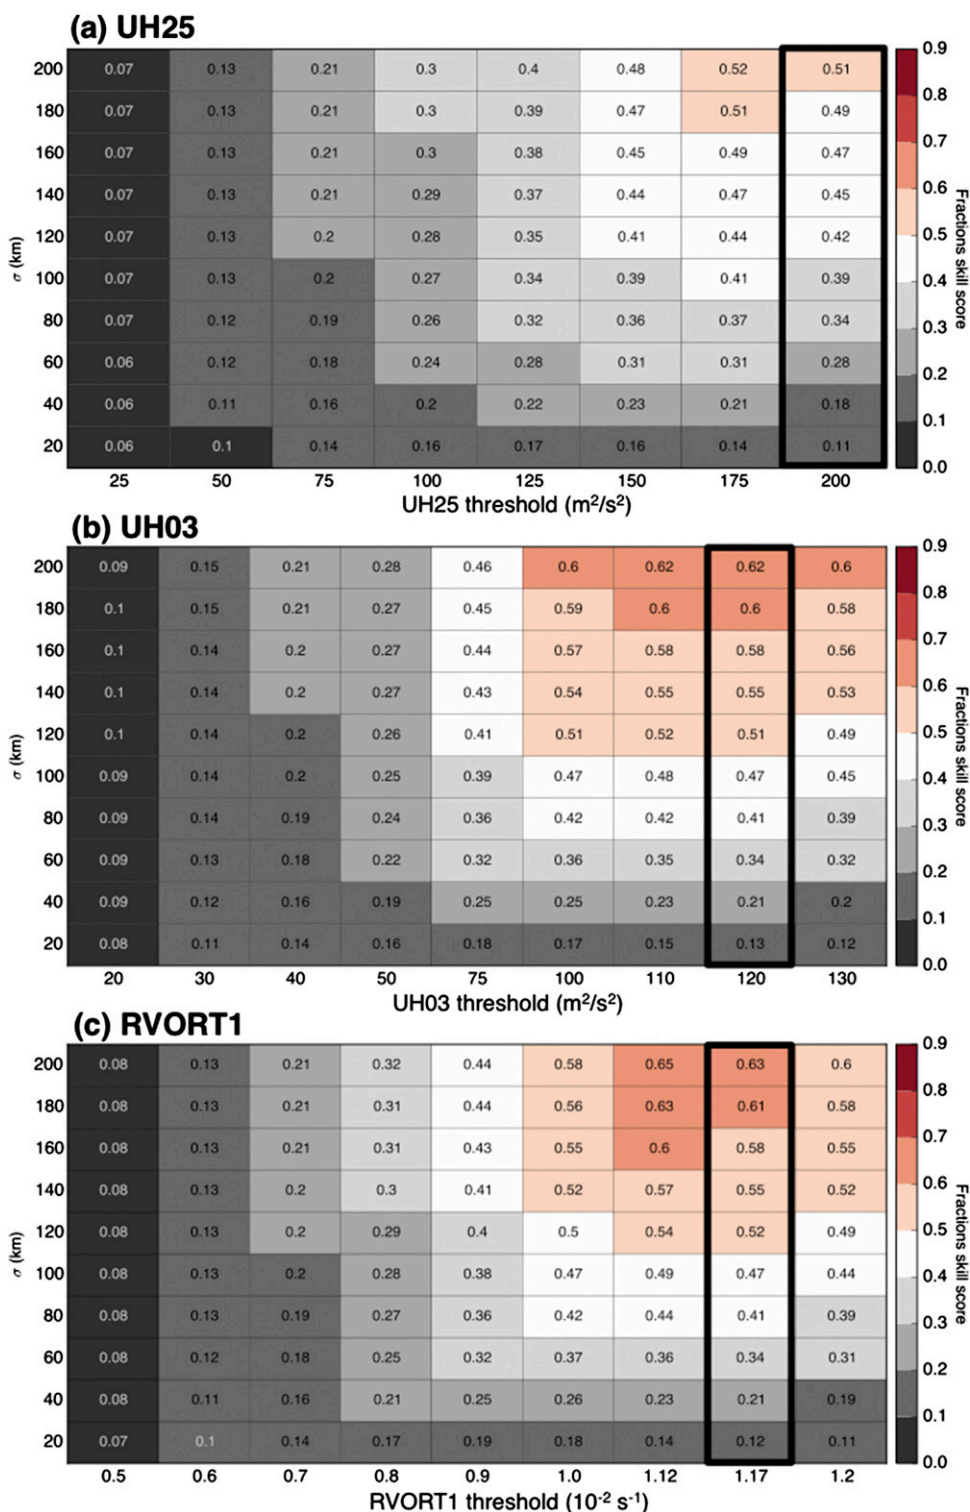 (a) UH25
200 0.07 0.13 0.21 0.3 0.4 0.48 0.52 0.51 0.9
180 0.07 0.13 0.21 0.3 0.39 0.47 0.51 0.49 0.8
160 0.07 0.13 0.21 0.3 0.38 0.45 0.49 0.47 0.7
140 0.07 0.13 0.21 0.29 0.37 0.44 0.47 0.45 0.6
120 0.07 0.13 0.2 0.28 0.35 0.41 0.44 0.42 0.5
100 0.07 0.13 0.2 0.27 0.34 0.39 0.41 0.39 0.4
80 0.07 0.12 0.19 0.26 0.32 0.36 0.37 0.34 0.3
60 0.06 0.12 0.18 0.24 0.28 0.31 0.31 0.28 0.2
40 0.06 0.11 0.16 0.2 0.22 0.23 0.21 0.18 0.1
20 0.06 0.1 0.14 0.16 0.17 0.16 0.14 0.11 0.0
σ (km)
Fractions skill score
25 50 75 100 125 150 175 200
UH25 threshold (m²/s²)
(b) UH03
200 0.09 0.15 0.21 0.28 0.46 0.6 0.62 0.62 0.6 0.9
180 0.1 0.15 0.21 0.27 0.45 0.59 0.6 0.6 0.58 0.8
160 0.1 0.14 0.2 0.27 0.44 0.57 0.58 0.58 0.56 0.7
140 0.1 0.14 0.2 0.27 0.43 0.54 0.55 0.55 0.53 0.6
120 0.1 0.14 0.2 0.26 0.41 0.51 0.52 0.51 0.49 0.5
100 0.09 0.14 0.2 0.25 0.39 0.47 0.48 0.47 0.45 0.4
80 0.09 0.14 0.19 0.24 0.36 0.42 0.42 0.41 0.39 0.3
60 0.09 0.13 0.18 0.22 0.32 0.36 0.35 0.34 0.32 0.2
40 0.09 0.12 0.16 0.19 0.25 0.25 0.23 0.21 0.2 0.1
20 0.08 0.11 0.14 0.16 0.18 0.17 0.15 0.13 0.12 0.0
σ (km)
Fractions skill score
20 30 40 50 75 100 110 120 130
UH03 threshold (m²/s²)
(c) RVORT1
200 0.08 0.13 0.21 0.32 0.44 0.58 0.65 0.63 0.6 0.9
180 0.08 0.13 0.21 0.31 0.44 0.56 0.63 0.61 0.58 0.8
160 0.08 0.13 0.21 0.31 0.43 0.55 0.6 0.58 0.55 0.7
140 0.08 0.13 0.2 0.3 0.41 0.52 0.57 0.55 0.52 0.6
120 0.08 0.13 0.2 0.29 0.4 0.5 0.54 0.52 0.49 0.5
100 0.08 0.13 0.2 0.28 0.38 0.47 0.49 0.47 0.44 0.4
80 0.08 0.13 0.19 0.27 0.36 0.42 0.44 0.41 0.39 0.3
60 0.08 0.12 0.18 0.25 0.32 0.37 0.36 0.34 0.31 0.2
40 0.08 0.11 0.16 0.21 0.25 0.26 0.23 0.21 0.19 0.1
20 0.07 0.1 0.14 0.17 0.19 0.18 0.14 0.12 0.11 0.0
σ (km)
Fractions skill score
0.5 0.6 0.7 0.8 0.9 1.0 1.12 1.17 1.2
RVORT1 threshold (10⁻² s⁻¹)